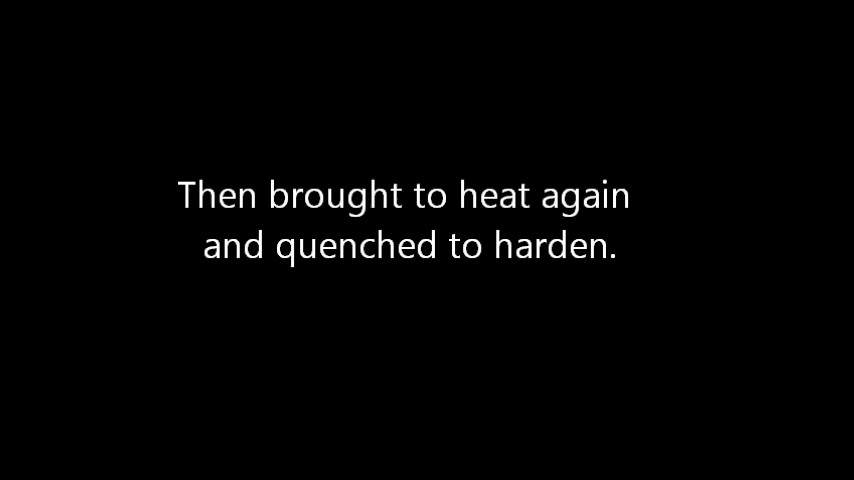 Then brought to heat again
and quenched to harden.